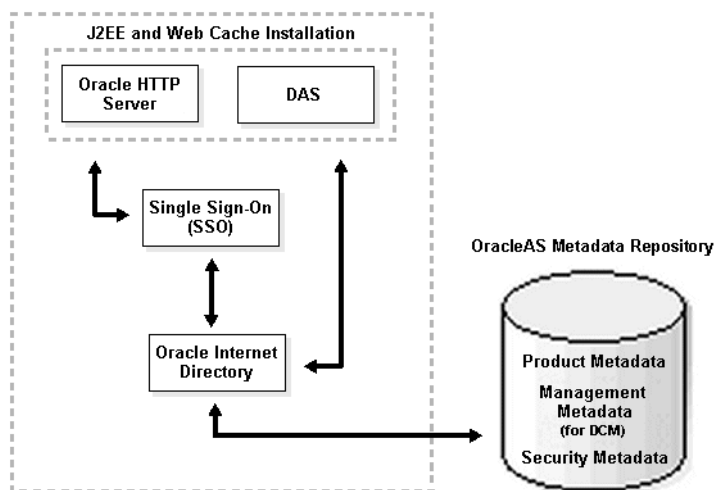 J2EE and Web Cache Installation
Oracle HTTP
Server
DAS
Single Sign-On
(SSO)
OracleAS Metadata Repository
Oracle Internet
Directory
Product Metadata
Management
Metadata
(for DCM)
Security Metadata